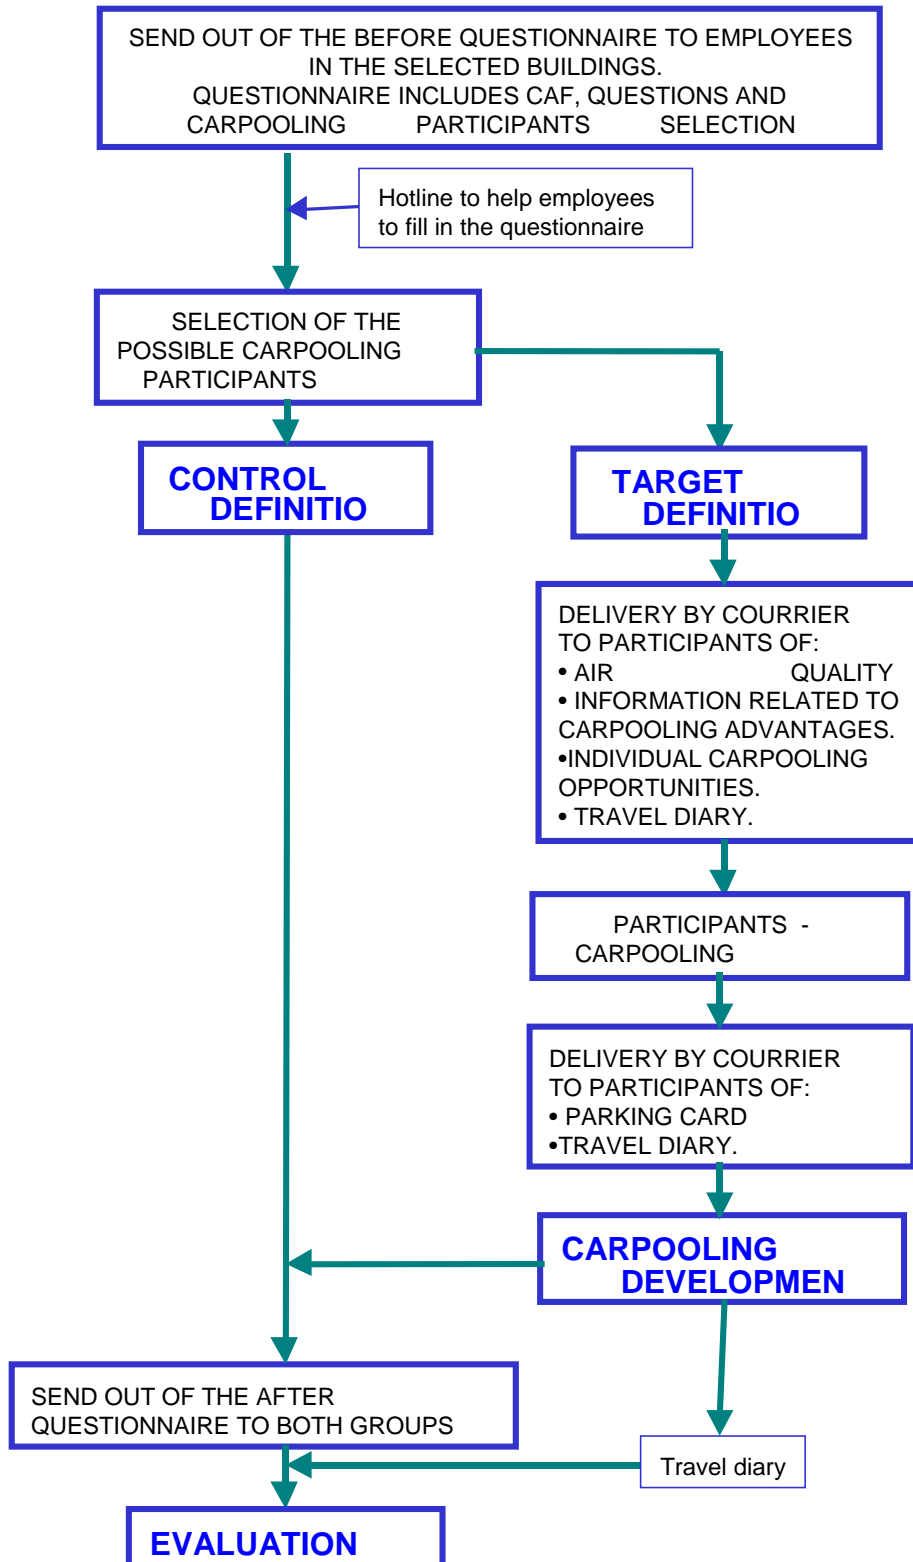 SEND OUT OF THE BEFORE QUESTIONNAIRE TO EMPLOYEES
IN THE SELECTED BUILDINGS.
QUESTIONNAIRE INCLUDES CAF, QUESTIONS AND
CARPOOLING PARTICIPANTS SELECTION
Hotline to help employees
to fill in the questionnaire
SELECTION OF THE
POSSIBLE CARPOOLING
PARTICIPANTS
CONTROL
DEFINITIO
TARGET
DEFINITIO
DELIVERY BY COURRIER
TO PARTICIPANTS OF:
• AIR QUALITY
• INFORMATION RELATED TO
CARPOOLING ADVANTAGES.
•INDIVIDUAL CARPOOLING
OPPORTUNITIES.
• TRAVEL DIARY.
PARTICIPANTS -
CARPOOLING
DELIVERY BY COURRIER
TO PARTICIPANTS OF:
• PARKING CARD
•TRAVEL DIARY.
CARPOOLING
DEVELOPMEN
SEND OUT OF THE AFTER
QUESTIONNAIRE TO BOTH GROUPS
Travel diary
EVALUATION